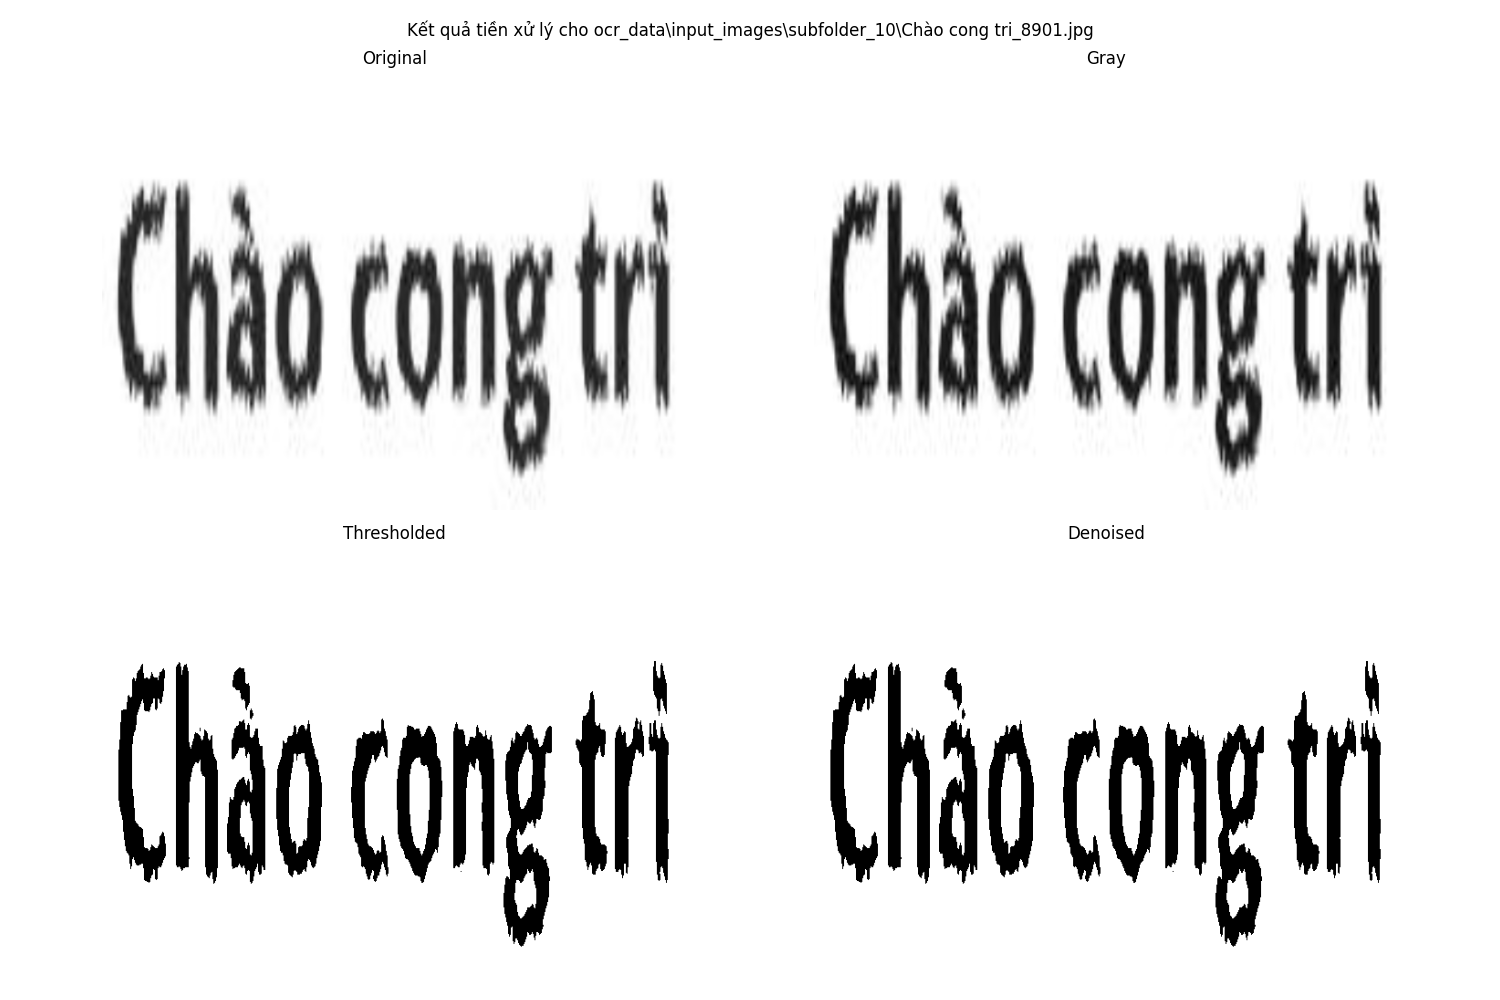 Kết quả tiền xử lý cho ocr_data\input_images\subfolder_10\Chào cong tri_8901.jpg
Original
Gray
Chào cong trì
Chào cong trì
Thresholded
Denoised
Chào cong trì
Chào cong trì